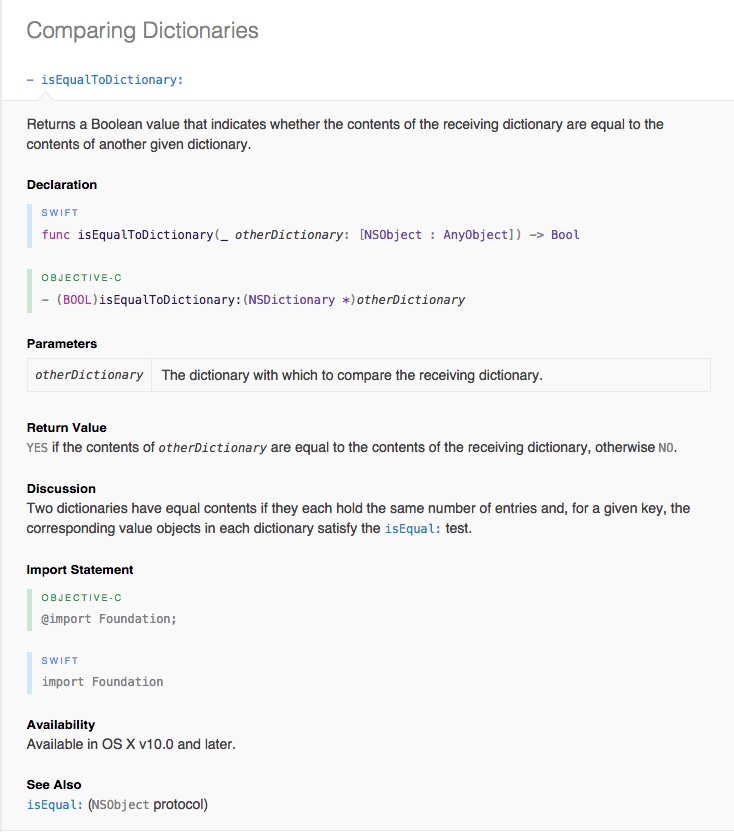 Comparing Dictionaries
- isEqualToDictionary:
Returns a Boolean value that indicates whether the contents of the receiving dictionary are equal to the
contents of another given dictionary.
Declaration
SWIFT
func isEqualToDictionary(_ otherDictionary: [NSObject : AnyObject]) -> Bool
OBJECTIVE-C
- (BOOL)isEqualToDictionary:(NSDictionary *)otherDictionary
Parameters
otherDictionary The dictionary with which to compare the receiving dictionary.
Return Value
YES if the contents of otherDictionary are equal to the contents of the receiving dictionary, otherwise NO.
Discussion
Two dictionaries have equal contents if they each hold the same number of entries and, for a given key, the
corresponding value objects in each dictionary satisfy the isEqual: test.
Import Statement
OBJECTIVE-C
@import Foundation;
SWIFT
import Foundation
Availability
Available in OS X v10.0 and later.
See Also
isEqual: (NSObject protocol)